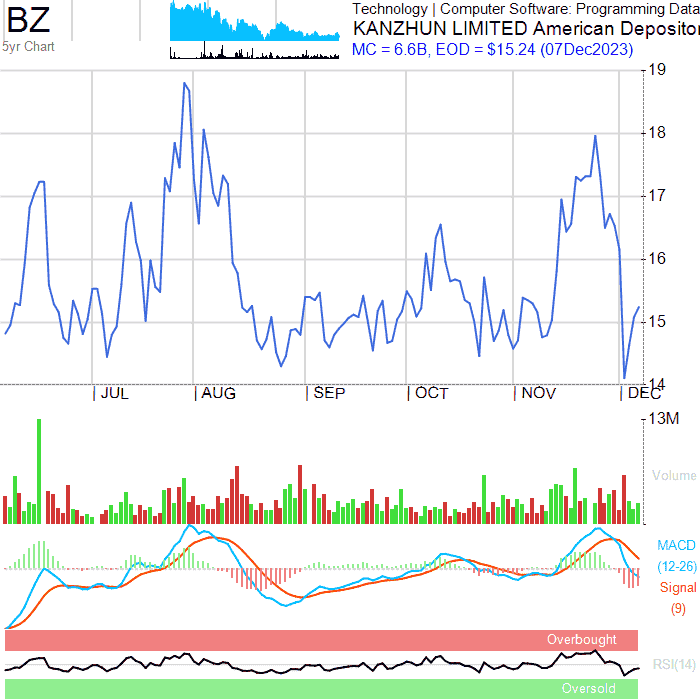 BZ
5yr Chart
Technology | Computer Software: Programming Data
KANZHUN LIMITED American Depositor
MC = 6.6B, EOD = $15.24 (07Dec2023)
19
18
17
16
15
14
JUL AUG SEP OCT NOV DEC
13M
Volume
MACD
(12-26)
Signal
(9)
Overbought
RSI(14)
Oversold